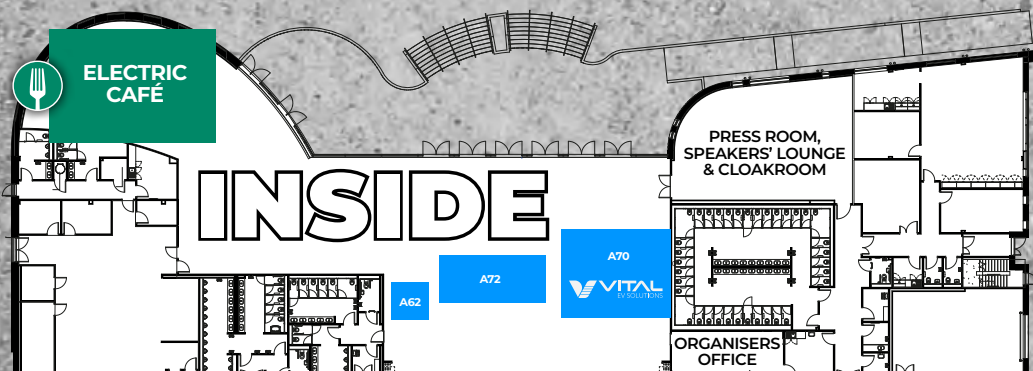 ELECTRIC
CAFÉ
PRESS ROOM,
SPEAKERS' LOUNGE
& CLOAKROOM
INSIDE
A70
VITAL
EV SOLUTIONS
A72
A62
ORGANISERS
OFFICE